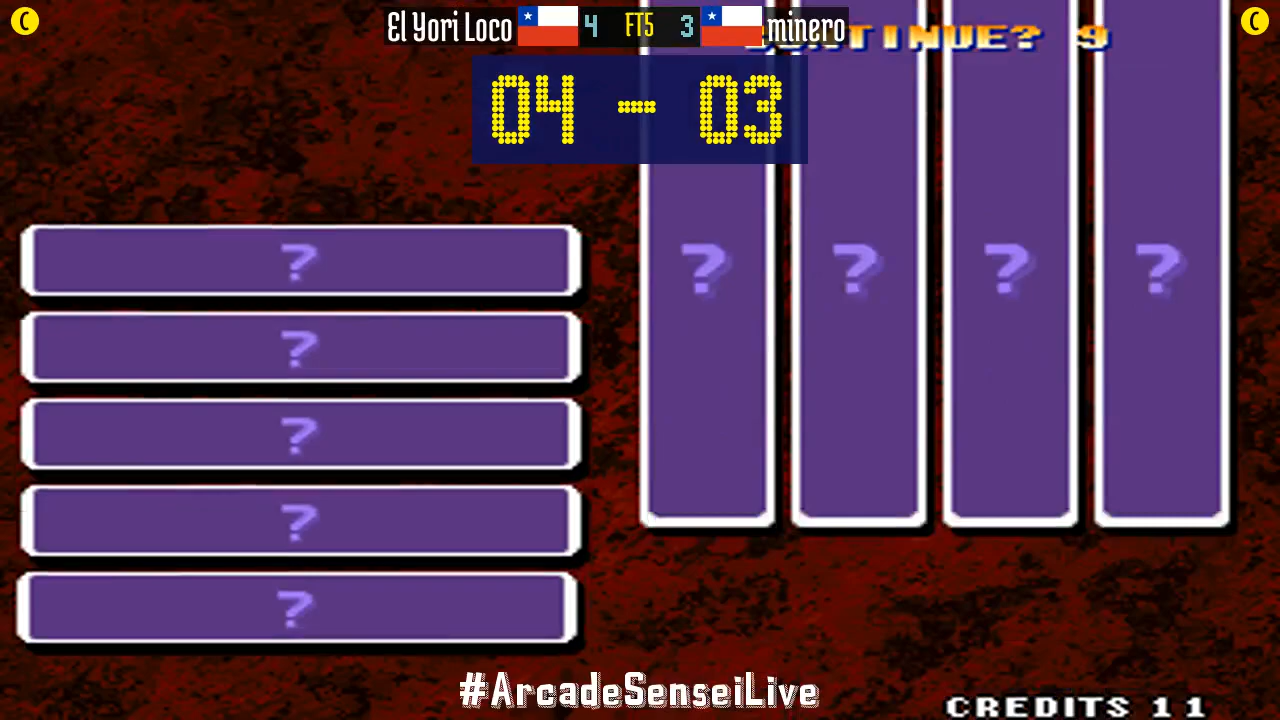 C El Yori Loco 4 FT5 3 minero C
CONTINUE? 9
04 - 03
?
?
?
?
?
? ? ? ?
#ArcadeSenseiLive
CREDITS 11